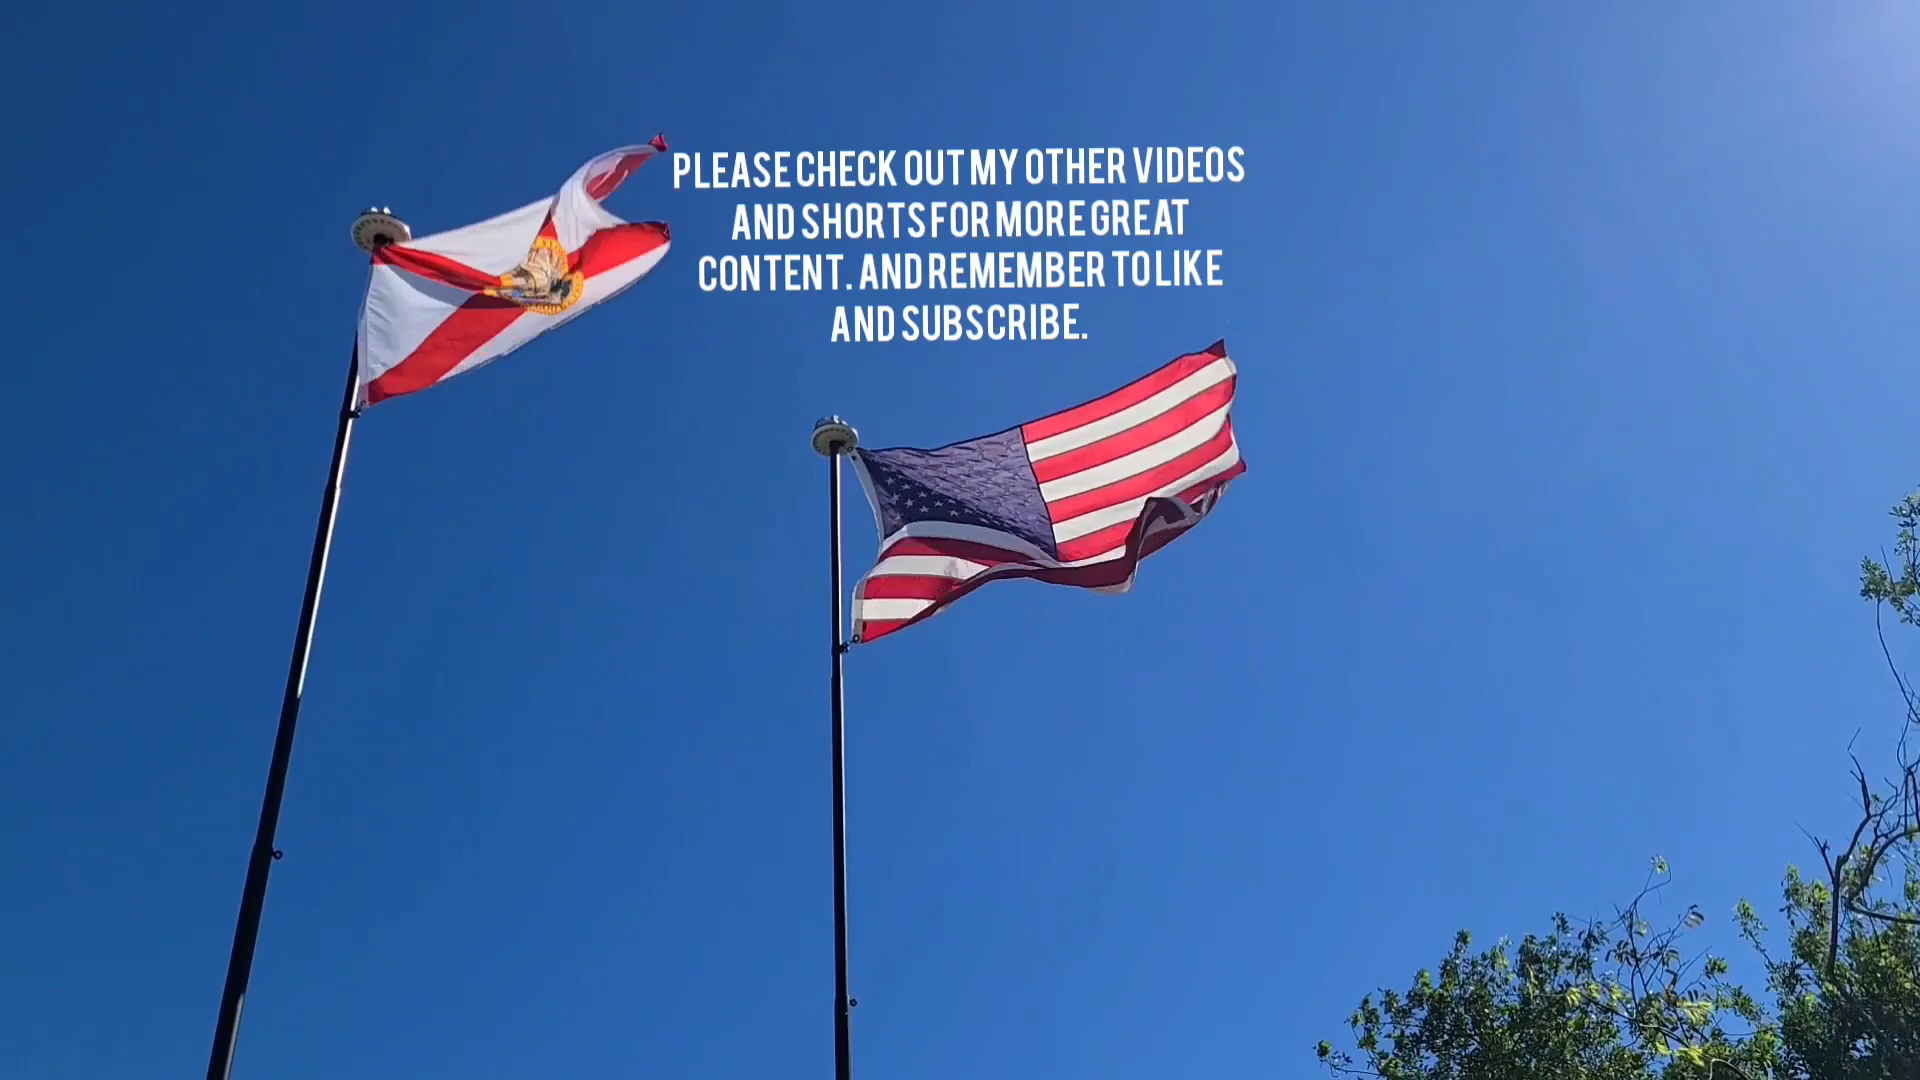 PLEASE CHECK OUT MY OTHER VIDEOS
AND SHORTS FOR MORE GREAT
CONTENT. AND REMEMBER TO LIKE
AND SUBSCRIBE.